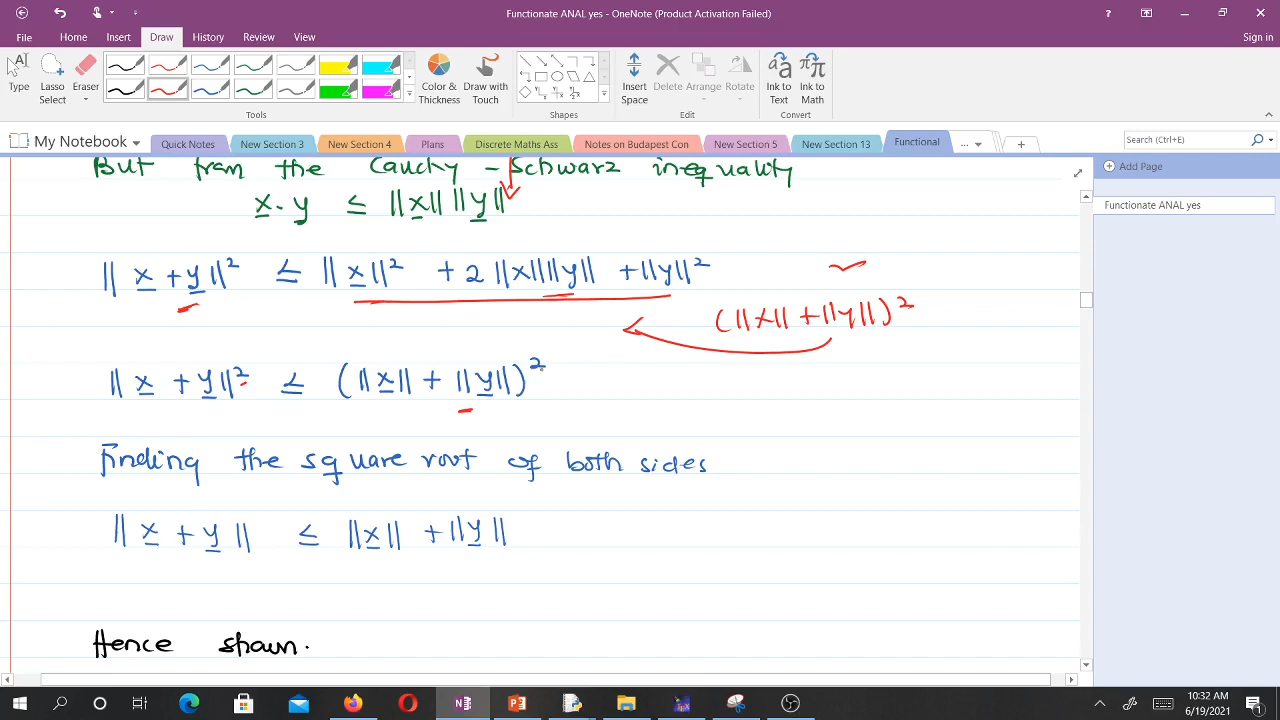 Functionate ANAL yes - OneNote (Product Activation Failed)
File Home Insert Draw History Review View Sign in
Type Lasso Select Eraser Color & Thickness Draw with Touch Insert Space Delete Arrange Rotate Ink to Text Ink to Math
Tools Shapes Edit Convert
My Notebook Quick Notes New Section 3 New Section 4 Plans Discrete Maths Ass Notes on Budapest Con New Section 5 New Section 13 Functional ... + Search (Ctrl+E)
Add Page
Functionate ANAL yes
But from the Cauchy - Schwarz inequality
x · y ≤ ||x|| ||y||
||x + y||² ≤ ||x||² + 2||x||||y|| + ||y||²
(||x|| + ||y||)²
||x + y||² ≤ (||x|| + ||y||)²
Finding the square root of both sides
||x + y|| ≤ ||x|| + ||y||
Hence shown.
10:32 AM
6/19/2021